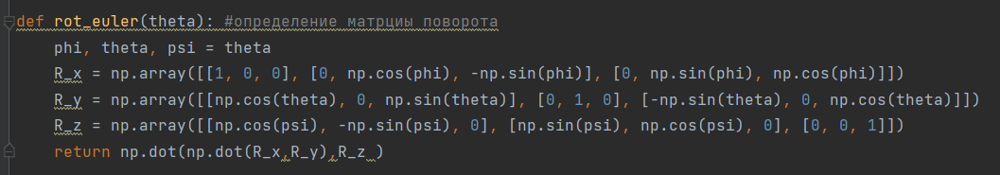 def rot_euler(theta): #определение матрциы поворота
    phi, theta, psi = theta
    R_x = np.array([[1, 0, 0], [0, np.cos(phi), -np.sin(phi)], [0, np.sin(phi), np.cos(phi)]])
    R_y = np.array([[np.cos(theta), 0, np.sin(theta)], [0, 1, 0], [-np.sin(theta), 0, np.cos(theta)]])
    R_z = np.array([[np.cos(psi), -np.sin(psi), 0], [np.sin(psi), np.cos(psi), 0], [0, 0, 1]])
    return np.dot(np.dot(R_x,R_y),R_z )